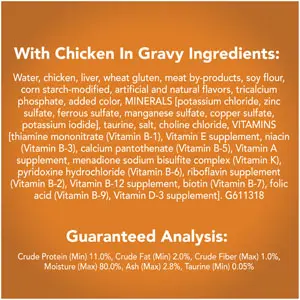 With Chicken In Gravy Ingredients:
Water, chicken, liver, wheat gluten, meat by-products, soy flour,
corn starch-modified, artificial and natural flavors, tricalcium
phosphate, added color, MINERALS [potassium chloride, zinc
sulfate, ferrous sulfate, manganese sulfate, copper sulfate,
potassium iodide], taurine, salt, choline chloride, VITAMINS
[thiamine mononitrate (Vitamin B-1), Vitamin E supplement, niacin
(Vitamin B-3), calcium pantothenate (Vitamin B-5), Vitamin A
supplement, menadione sodium bisulfite complex (Vitamin K),
pyridoxine hydrochloride (Vitamin B-6), riboflavin supplement
(Vitamin B-2), Vitamin B-12 supplement, biotin (Vitamin B-7), folic
acid (Vitamin B-9), Vitamin D-3 supplement]. G611318
Guaranteed Analysis:
Crude Protein (Min) 11.0%, Crude Fat (Min) 2.0%, Crude Fiber (Max) 1.0%,
Moisture (Max) 80.0%, Ash (Max) 2.8%, Taurine (Min) 0.05%